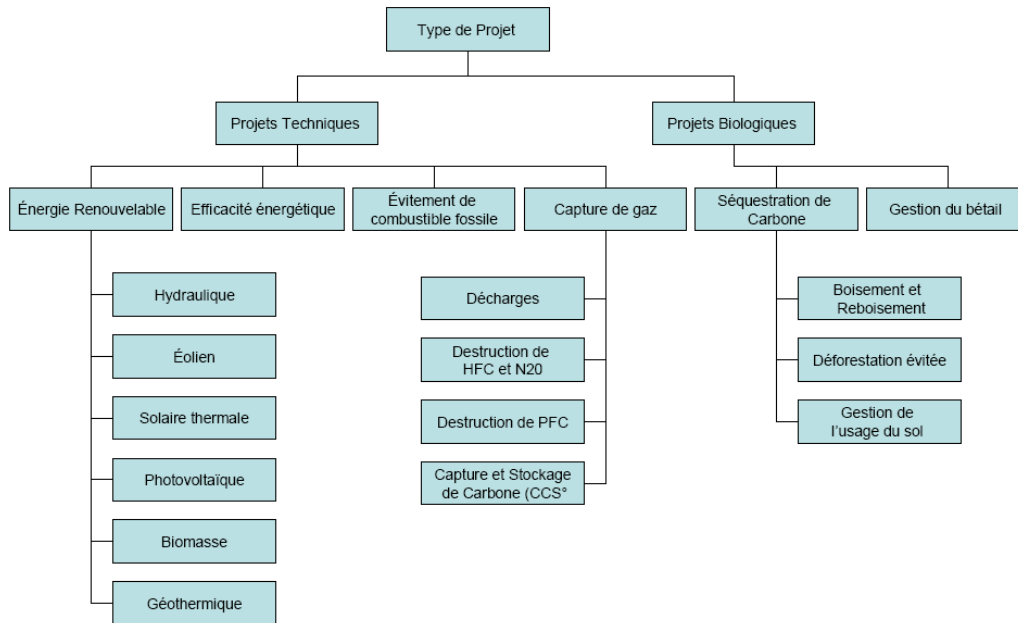 Type de Projet
Projets Techniques
Projets Biologiques
Énergie Renouvelable
Efficacité énergétique
Évitement de
combustible fossile
Capture de gaz
Séquestration de
Carbone
Gestion du bétail
Hydraulique
Éolien
Solaire thermale
Photovoltaïque
Biomasse
Géothermique
Décharges
Destruction de
HFC et N20
Destruction de PFC
Capture et Stockage
de Carbone (CCS°
Boisement et
Reboisement
Déforestation évitée
Gestion de
l'usage du sol